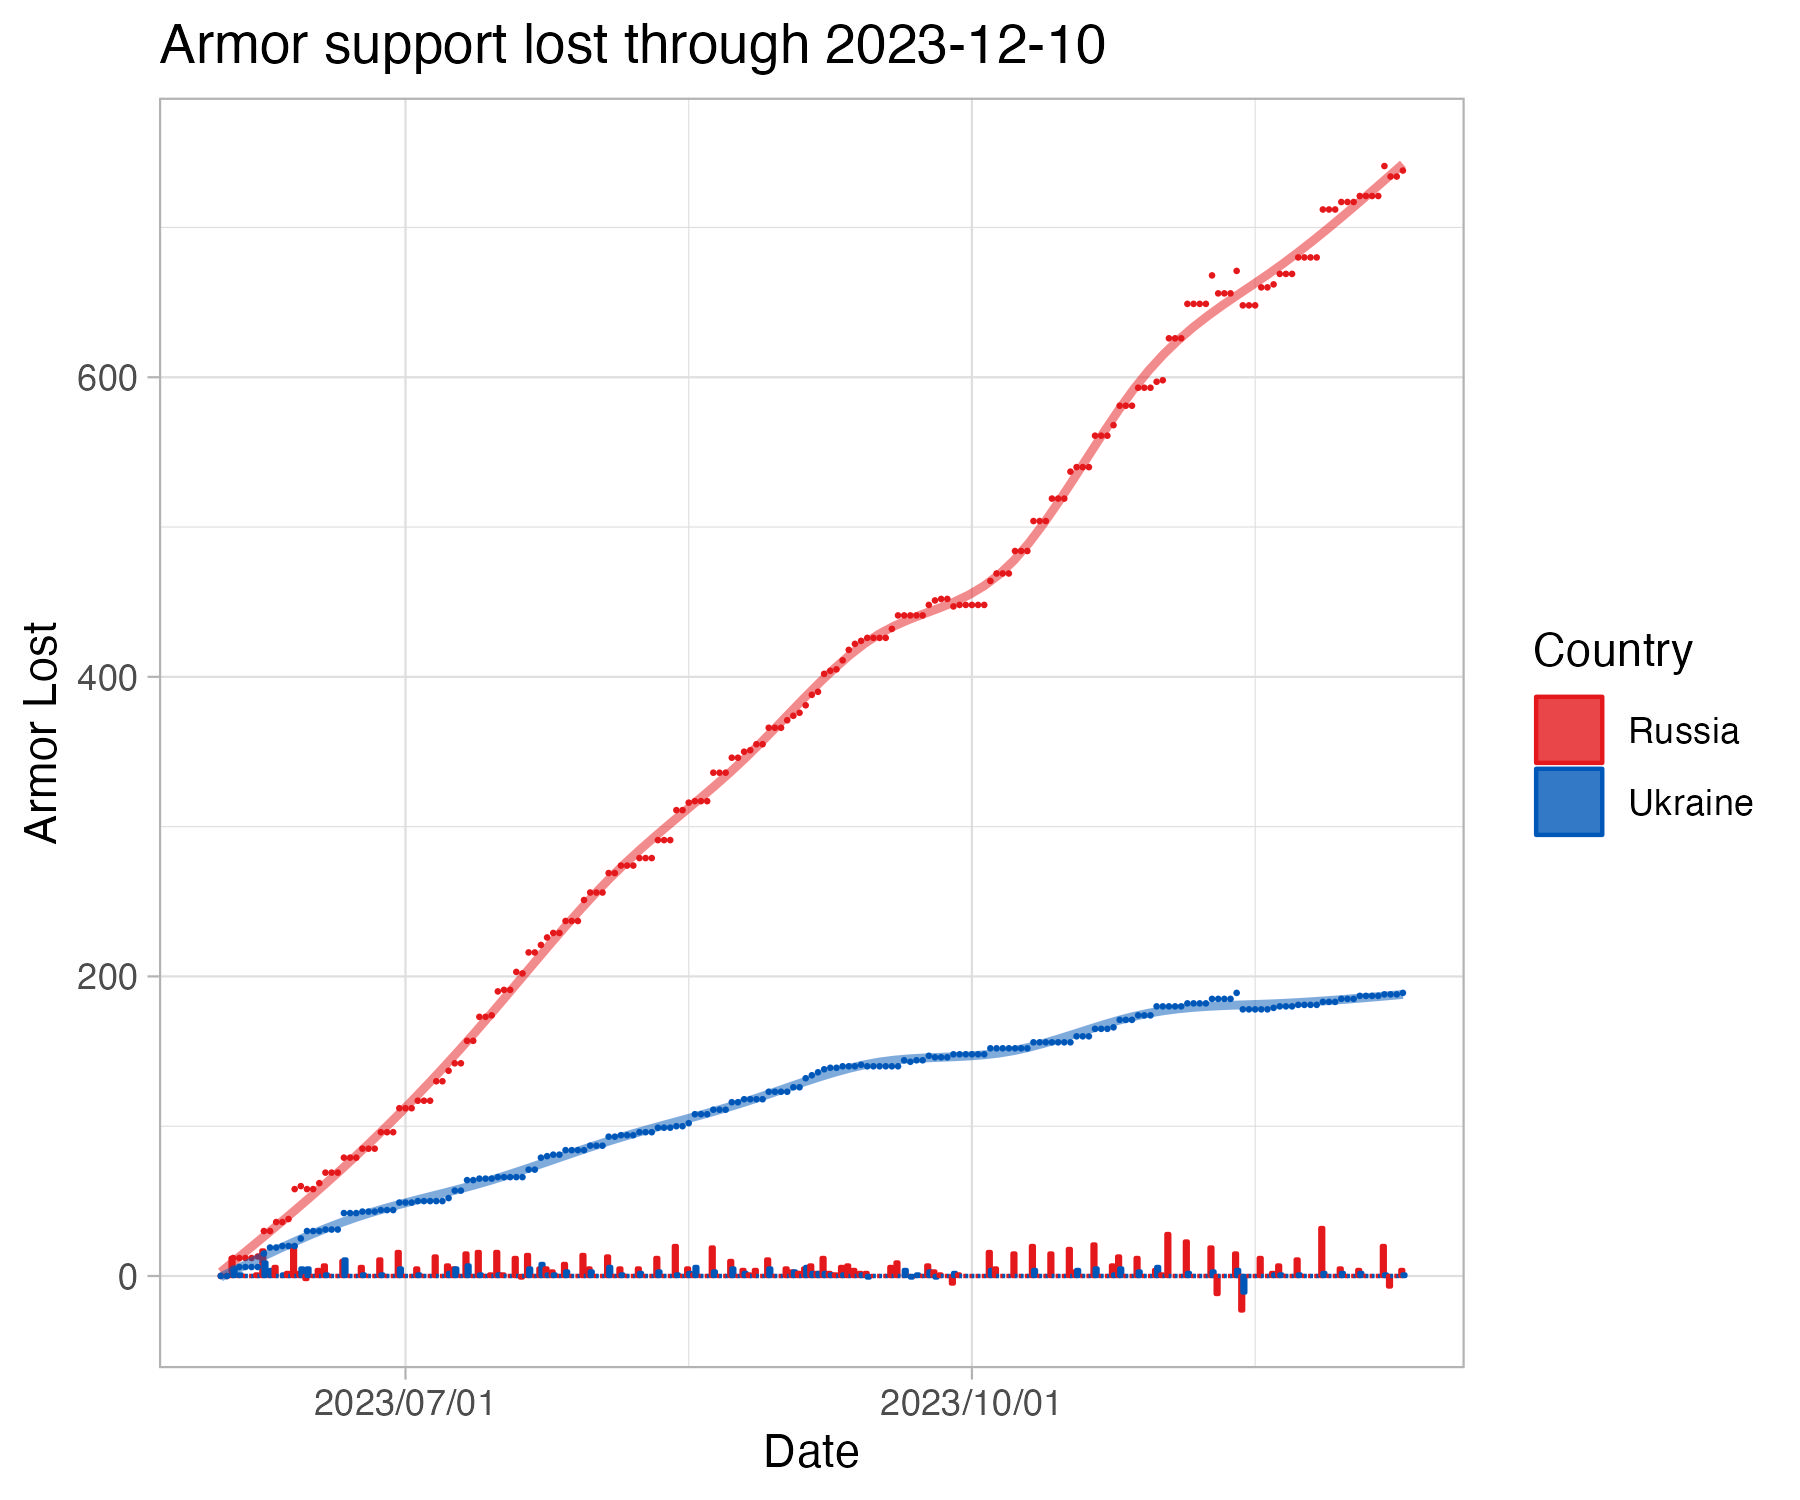 Armor support lost through 2023-12-10
Armor Lost
600
400
200
0
2023/07/01
2023/10/01
Date
Country
Russia
Ukraine